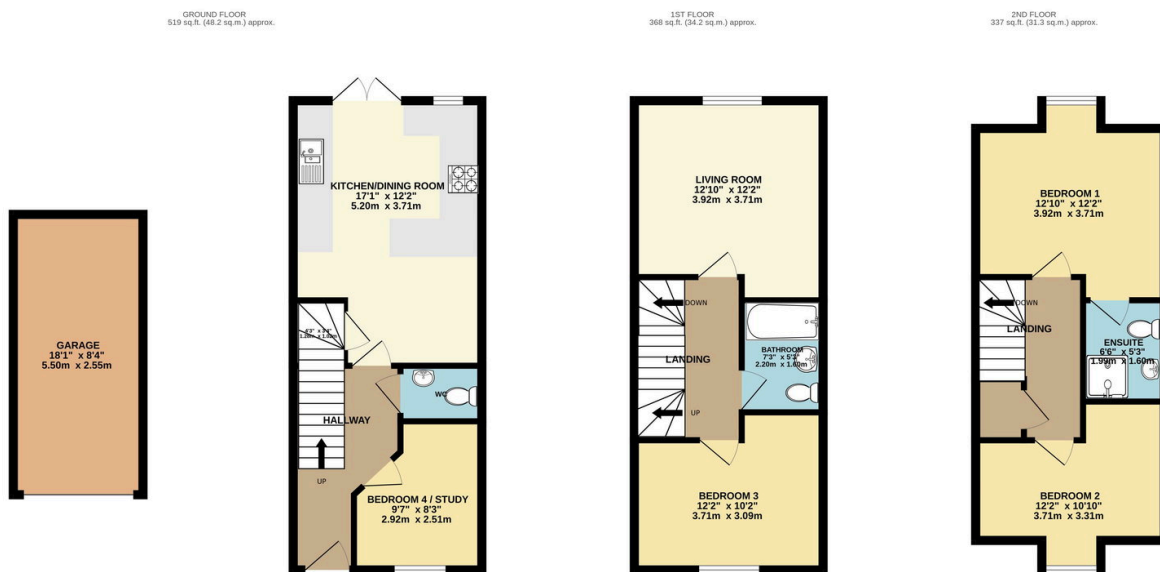 GROUND FLOOR
519 sq.ft. (48.2 sq.m.) approx.
1ST FLOOR
368 sq.ft. (34.2 sq.m.) approx.
2ND FLOOR
337 sq.ft. (31.3 sq.m.) approx.
GARAGE
18'1" x 8'4"
5.50m x 2.55m
KITCHEN/DINING ROOM
17'1" x 12'2"
5.20m x 3.71m
WC
HALLWAY
UP
BEDROOM 4 / STUDY
9'7" x 8'3"
2.92m x 2.51m
LIVING ROOM
12'10" x 12'2"
3.92m x 3.71m
DOWN
LANDING
BATHROOM
7'3" x 5'3"
2.20m x 1.60m
UP
BEDROOM 3
12'2" x 10'2"
3.71m x 3.09m
BEDROOM 1
12'10" x 12'2"
3.92m x 3.71m
DOWN
LANDING
ENSUITE
6'6" x 5'3"
1.99m x 1.60m
BEDROOM 2
12'2" x 10'10"
3.71m x 3.31m